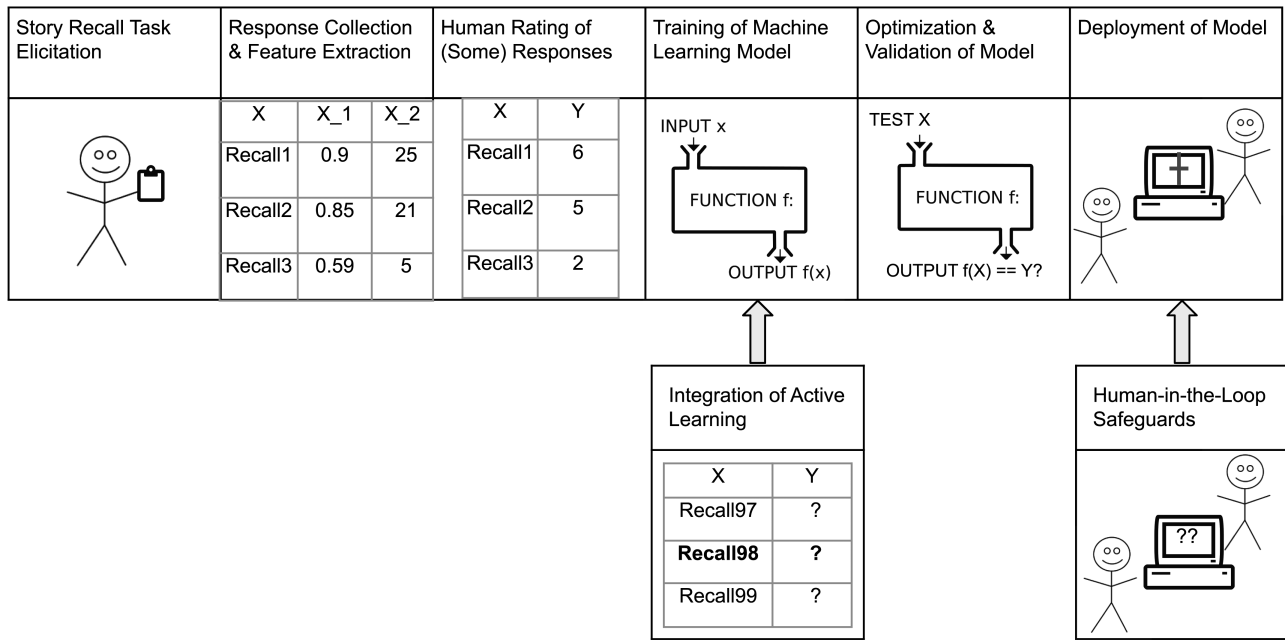 Story Recall Task
Elicitation
Response Collection
& Feature Extraction
Human Rating of
(Some) Responses
Training of Machine
Learning Model
Optimization &
Validation of Model
Deployment of Model
X X_1 X_2
Recall1 0.9 25
Recall2 0.85 21
Recall3 0.59 5
X Y
Recall1 6
Recall2 5
Recall3 2
INPUT x
FUNCTION f:
OUTPUT f(x)
TEST X
FUNCTION f:
OUTPUT f(X) == Y?
Integration of Active
Learning
X Y
Recall97 ?
Recall98 ?
Recall99 ?
Human-in-the-Loop
Safeguards
??